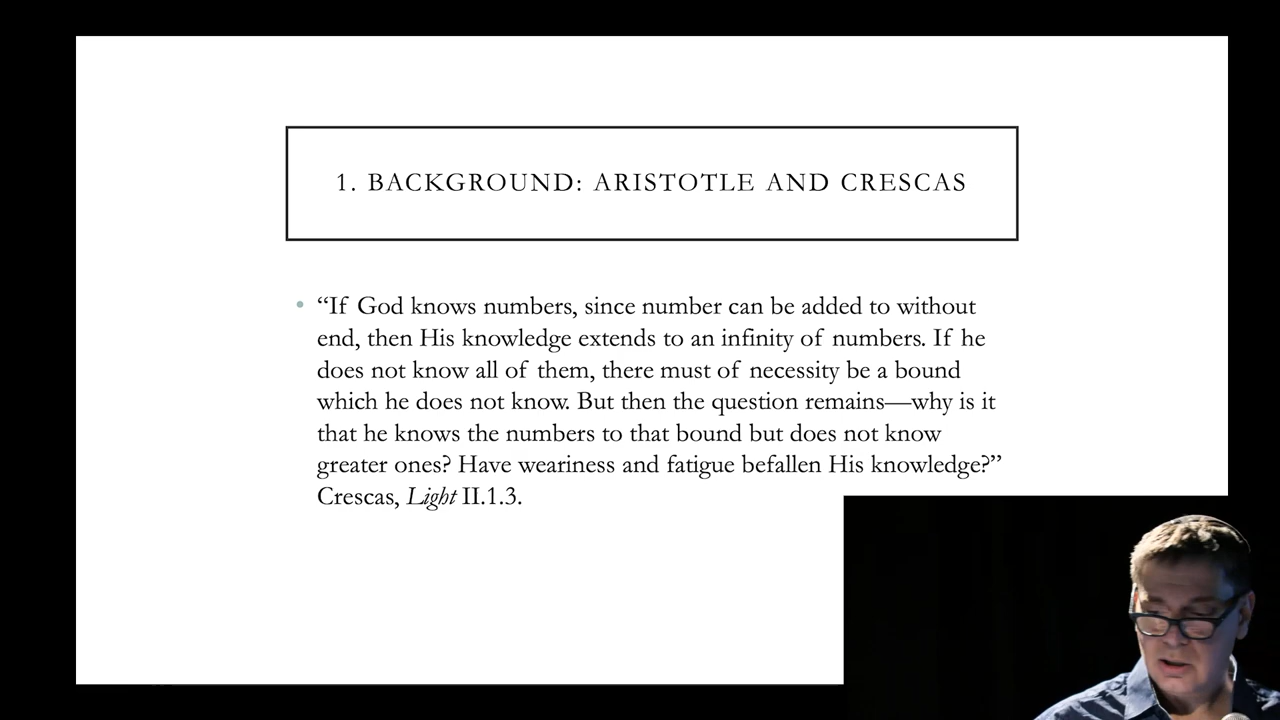 1. BACKGROUND: ARISTOTLE AND CRESCAS
• “If God knows numbers, since number can be added to without
end, then His knowledge extends to an infinity of numbers. If he
does not know all of them, there must of necessity be a bound
which he does not know. But then the question remains—why is it
that he knows the numbers to that bound but does not know
greater ones? Have weariness and fatigue befallen His knowledge?”
Crescas, Light II.1.3.